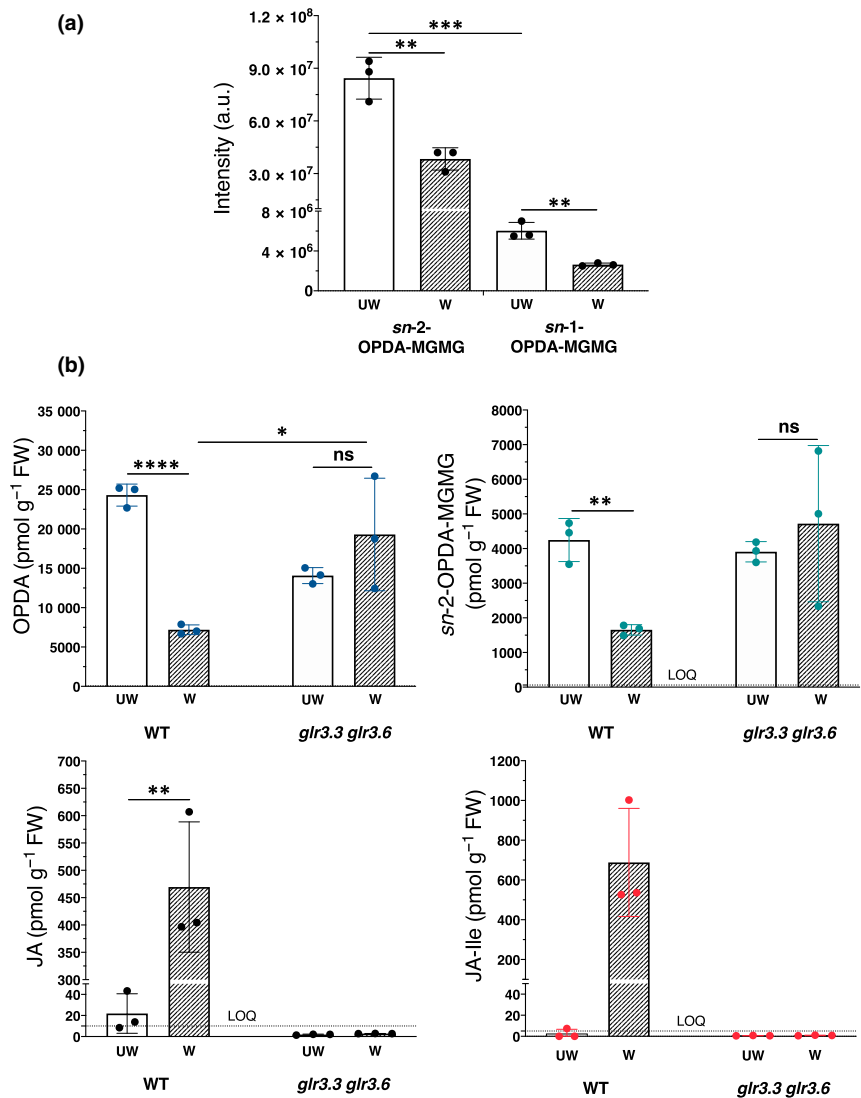 (a)
1.2 × 10⁸
9.0 × 10⁷
6.0 × 10⁷
3.0 × 10⁷
8 × 10⁶
4 × 10⁶
0
Intensity (a.u.)
***
**
**
UW W UW W
sn-2- sn-1-
OPDA-MGMG OPDA-MGMG
(b)
35 000
30 000
25 000
20 000
15 000
10 000
5000
0
OPDA (pmol g⁻¹ FW)
*
****
ns
UW W UW W
WT glr3.3 glr3.6
8000
7000
6000
5000
4000
3000
2000
1000
0
sn-2-OPDA-MGMG
(pmol g⁻¹ FW)
ns
**
LOQ
UW W UW W
WT glr3.3 glr3.6
700
650
600
550
500
450
400
350
300
40
20
0
JA (pmol g⁻¹ FW)
**
LOQ
UW W UW W
WT glr3.3 glr3.6
1200
1000
800
600
400
200
40
20
0
JA-Ile (pmol g⁻¹ FW)
LOQ
UW W UW W
WT glr3.3 glr3.6